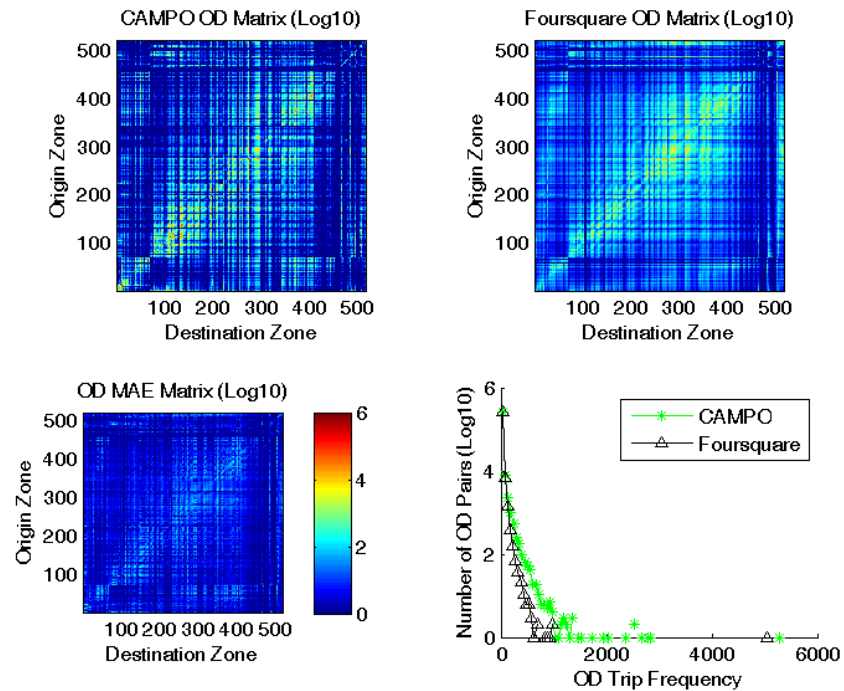 CAMPO OD Matrix (Log10)
Origin Zone
500
400
300
200
100
100 200 300 400 500
Destination Zone
Foursquare OD Matrix (Log10)
Origin Zone
500
400
300
200
100
100 200 300 400 500
Destination Zone
OD MAE Matrix (Log10)
Origin Zone
500
400
300
200
100
100 200 300 400 500
Destination Zone
6
4
2
0
Number of OD Pairs (Log10)
6
4
2
0
CAMPO
Foursquare
0 2000 4000 6000
OD Trip Frequency